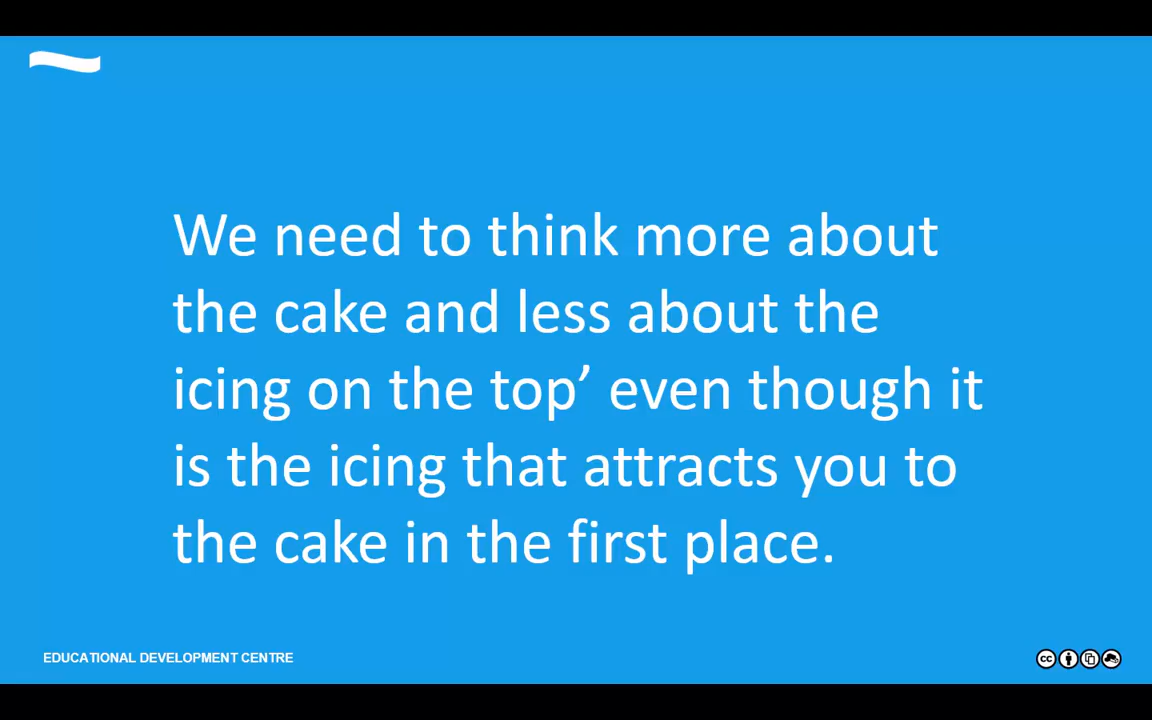 We need to think more about
the cake and less about the
icing on the top’ even though it
is the icing that attracts you to
the cake in the first place.
EDUCATIONAL DEVELOPMENT CENTRE
cc